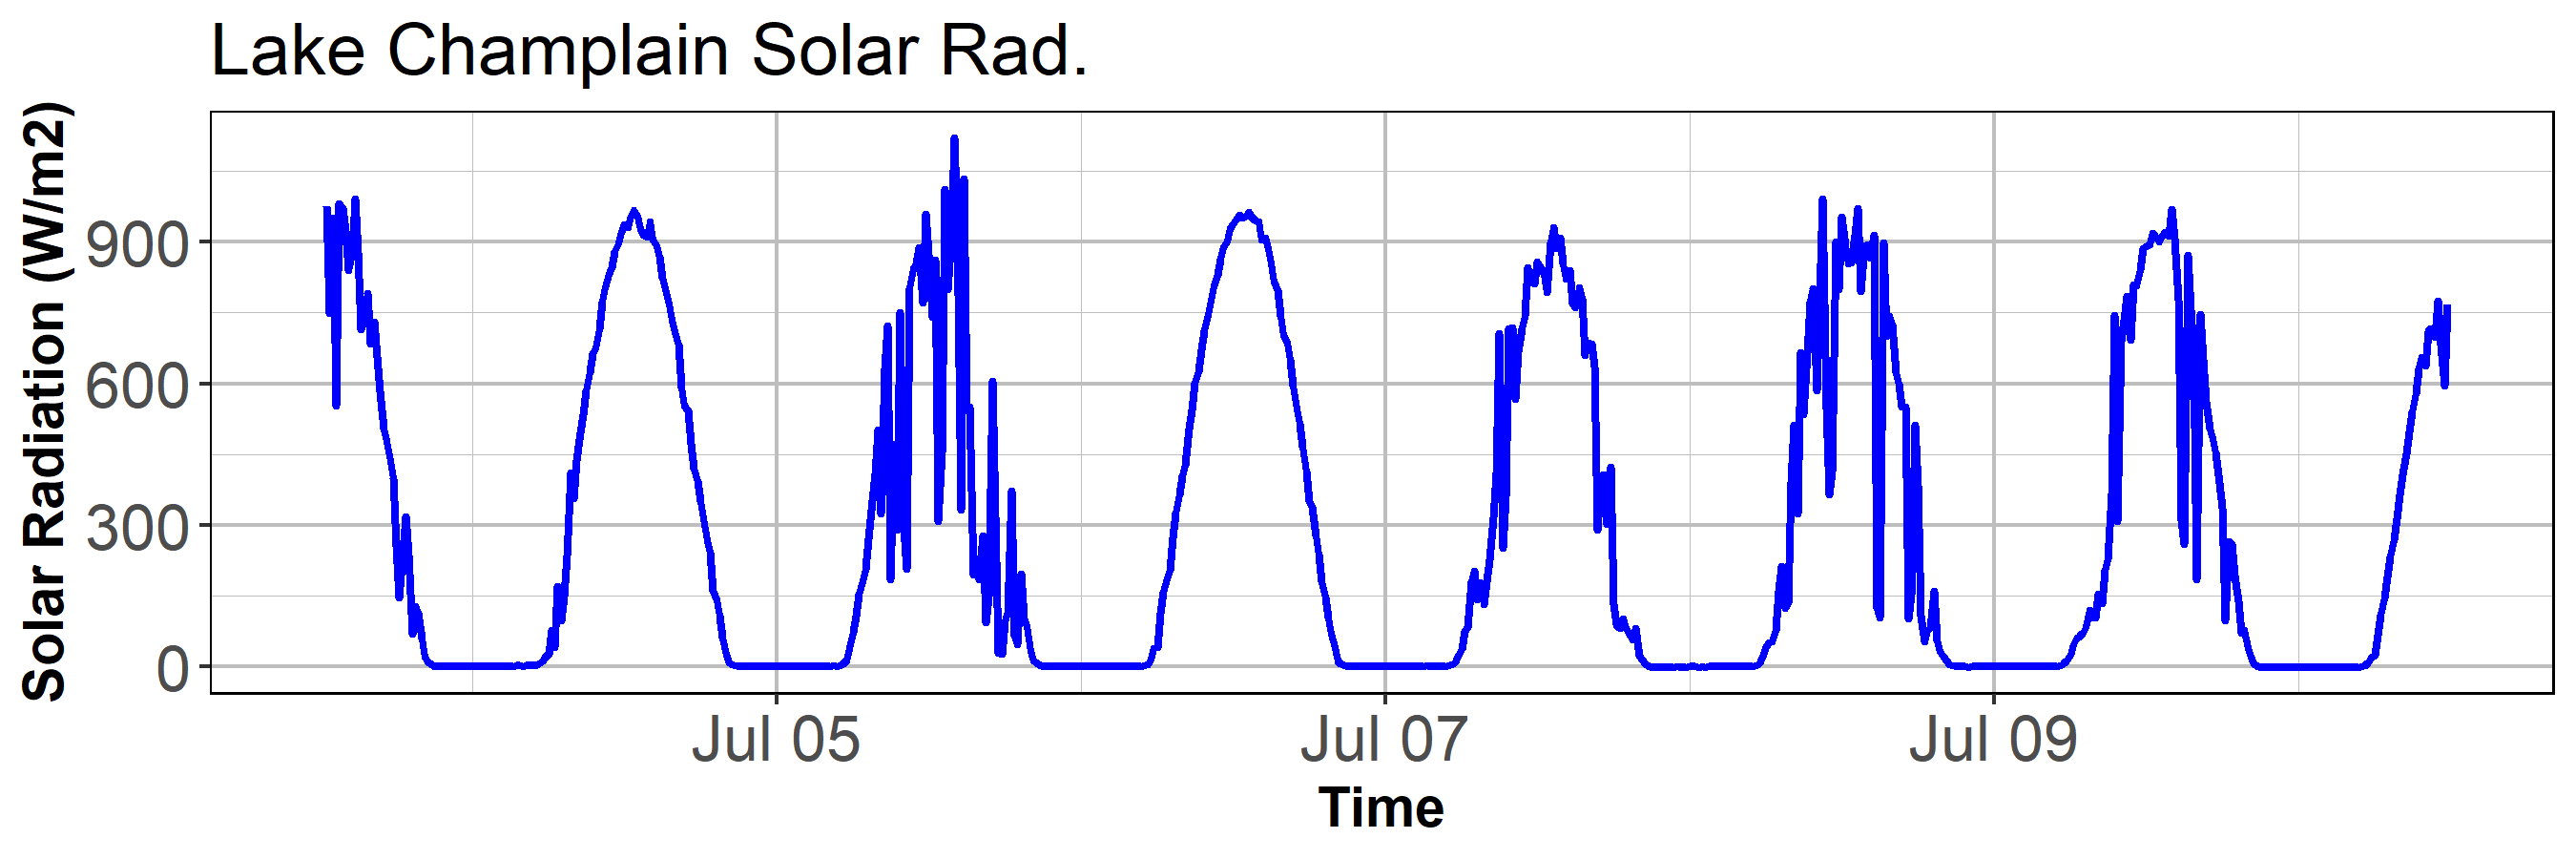 Lake Champlain Solar Rad.
Solar Radiation (W/m2)
900
600
300
0
Jul 05 Jul 07 Jul 09
Time